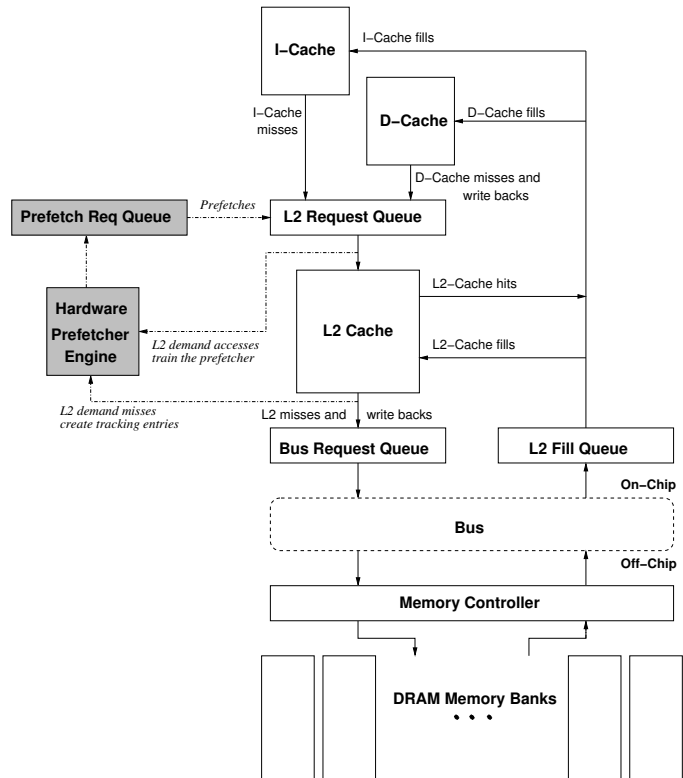 I−Cache fills
I−Cache
D−Cache
D−Cache fills
I−Cache
misses
D−Cache misses and
write backs
Prefetch Req Queue
Prefetches
L2 Request Queue
L2−Cache hits
Hardware
Prefetcher
Engine
L2 Cache
L2 demand accesses
train the prefetcher
L2−Cache fills
L2 demand misses
create tracking entries
L2 misses and write backs
Bus Request Queue
L2 Fill Queue
On−Chip
Bus
Off−Chip
Memory Controller
DRAM Memory Banks
• • •